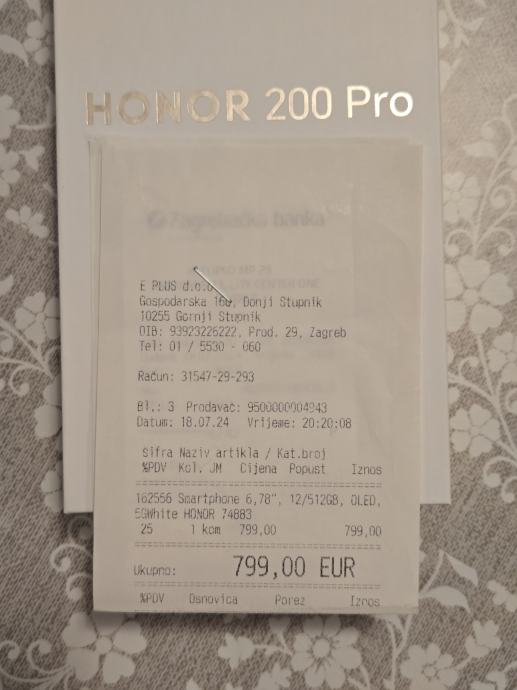 HONOR 200 Pro
Zagrebačka banka
E PLUS d.o.o
Gospodarska 160, Donji Stupnik
10255 Gornji Stupnik
OIB: 93923226222, Prod. 29, Zagreb
Tel: 01 / 5530 - 060
Račun: 31547-29-293
Bl.: 3 Prodavač: 9500000004943
Datum: 18.07.24 Vrijeme: 20:20:08
Šifra Naziv artikla / Kat.broj
%PDV Kol. JM Cijena Popust Iznos
162556 Smartphone 6,78", 12/512GB, OLED,
5GWhite HONOR 74883
25 1 kom 799,00 799,00
Ukupno: 799,00 EUR
%PDV Osnovica Porez Iznos